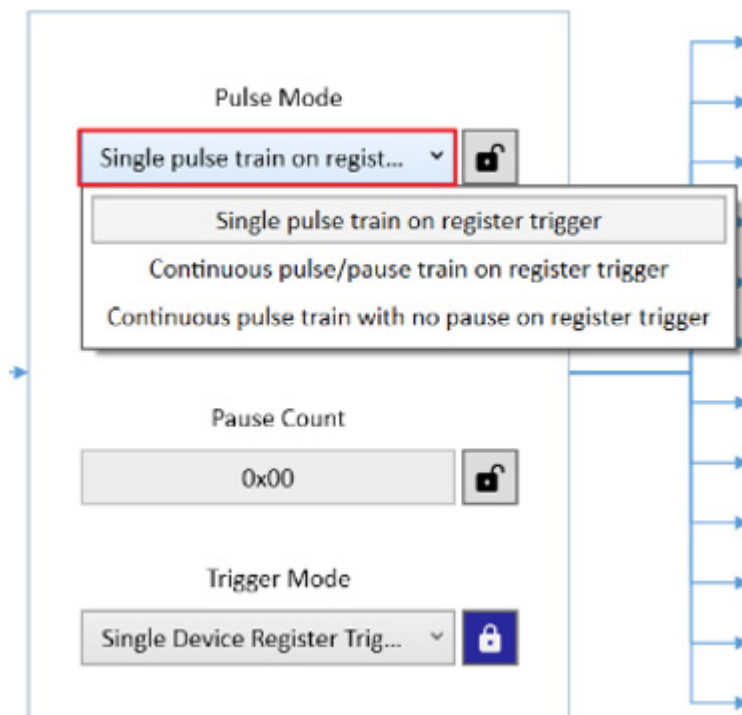 Pulse Mode
Single pulse train on regist...
Single pulse train on register trigger
Continuous pulse/pause train on register trigger
Continuous pulse train with no pause on register trigger
Pause Count
0x00
Trigger Mode
Single Device Register Trig...